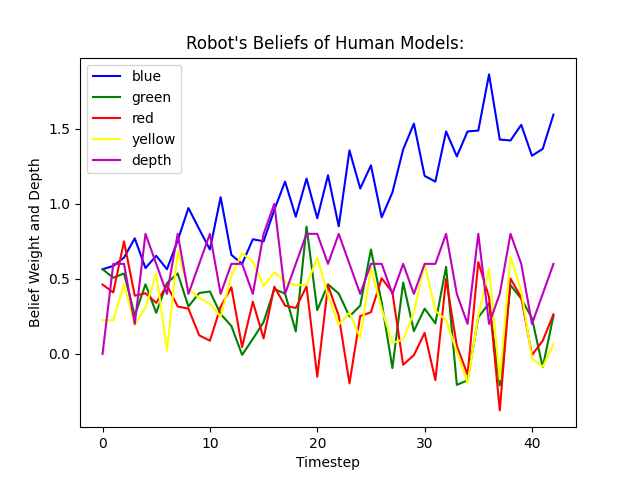 Robot's Beliefs of Human Models:
blue
green
red
yellow
depth
Belief Weight and Depth
1.5
1.0
0.5
0.0
0
10
20
30
40
Timestep